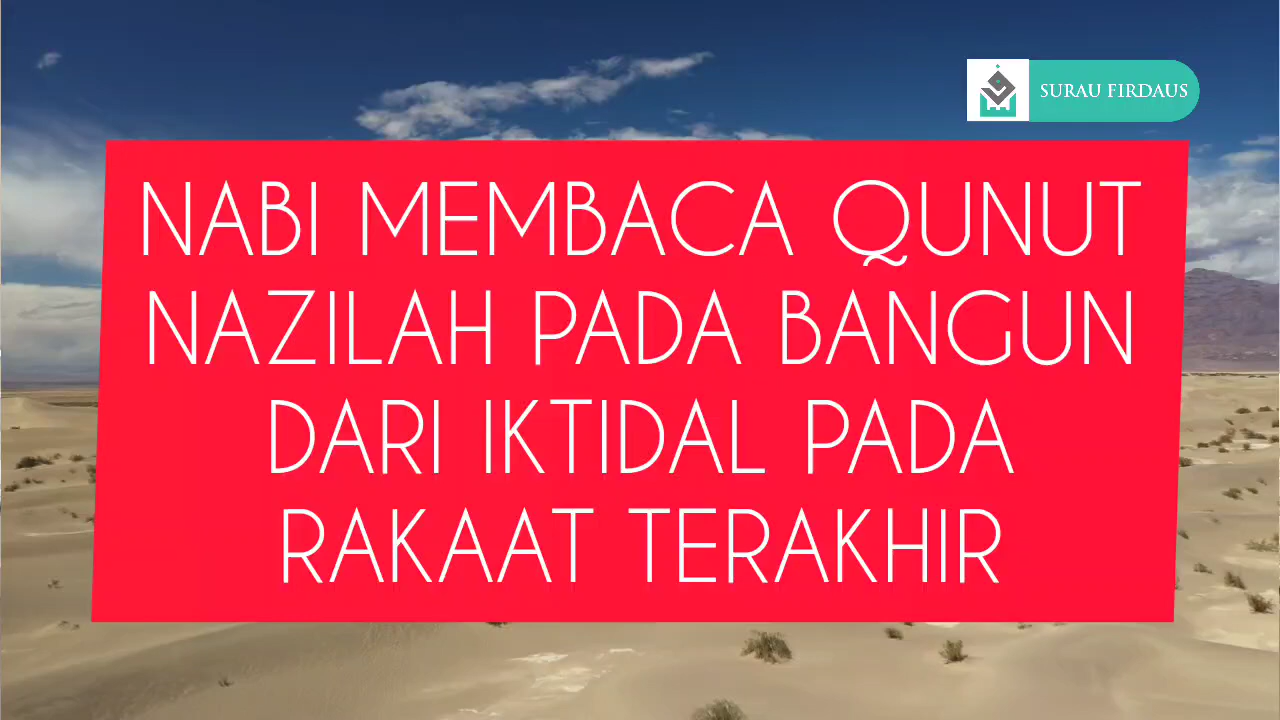 SURAU FIRDAUS
NABI MEMBACA QUNUT
NAZILAH PADA BANGUN
DARI IKTIDAL PADA
RAKAAT TERAKHIR